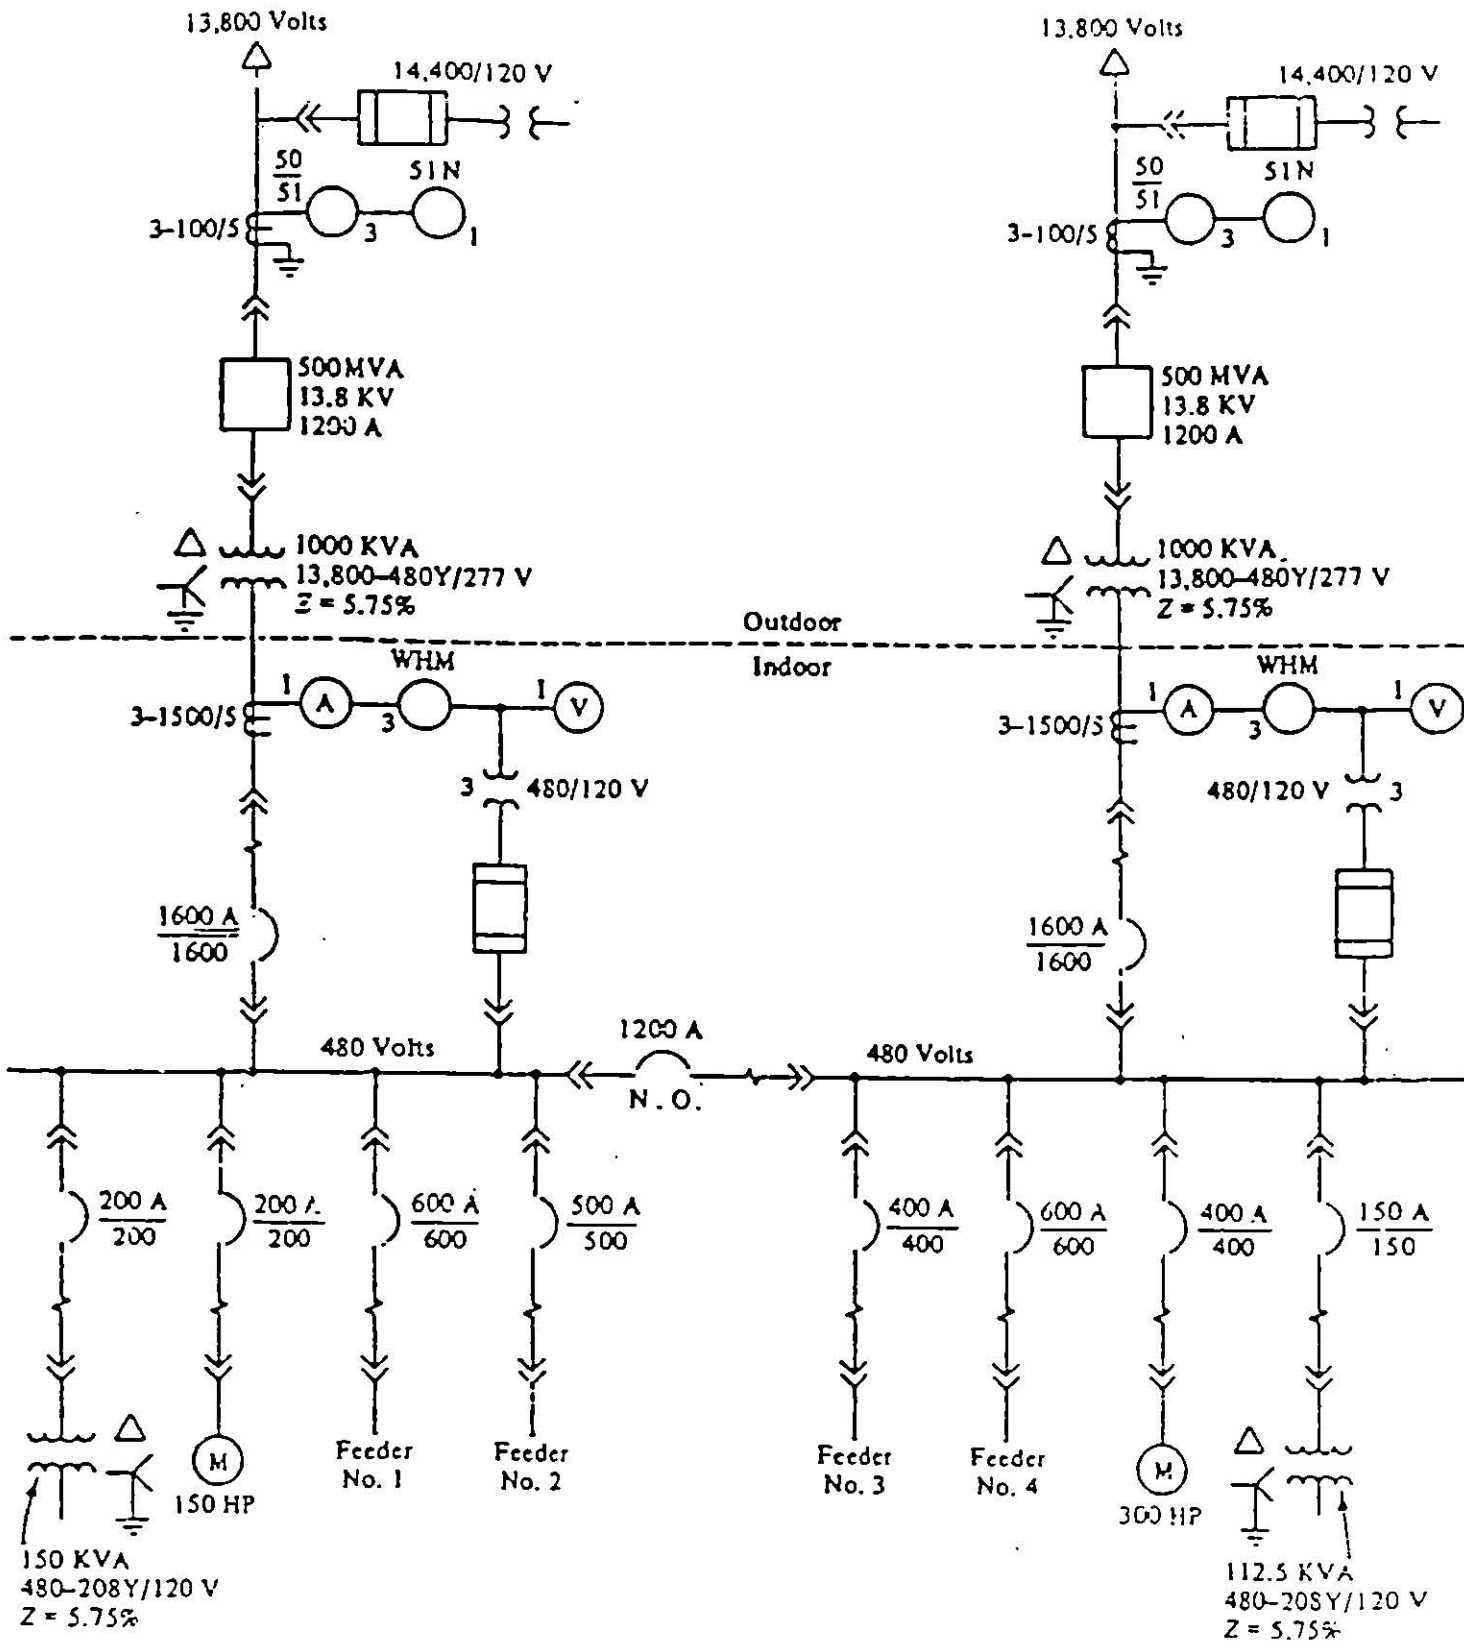 13,800 Volts
14,400/120 V
50
51
51N
3-100/5
3
1
500MVA
13.8 KV
1200 A
1000 KVA
13,800-480Y/277 V
Z = 5.75%
13,800 Volts
14,400/120 V
50
51
51N
3-100/5
3
1
500 MVA
13.8 KV
1200 A
1000 KVA
13,800-480Y/277 V
Z = 5.75%
Outdoor
Indoor
WHM
1
A
3
1
V
3-1500/5
3
480/120 V
1600 A
1600
WHM
1
A
3
1
V
3-1500/5
480/120 V
3
1600 A
1600
480 Volts
1200 A
N. O.
480 Volts
200 A
200
200 A
200
600 A
600
500 A
500
400 A
400
600 A
600
400 A
400
150 A
150
M
150 HP
Feeder
No. 1
Feeder
No. 2
Feeder
No. 3
Feeder
No. 4
M
300 HP
150 KVA
480-208Y/120 V
Z = 5.75%
112.5 KVA
480-208Y/120 V
Z = 5.75%